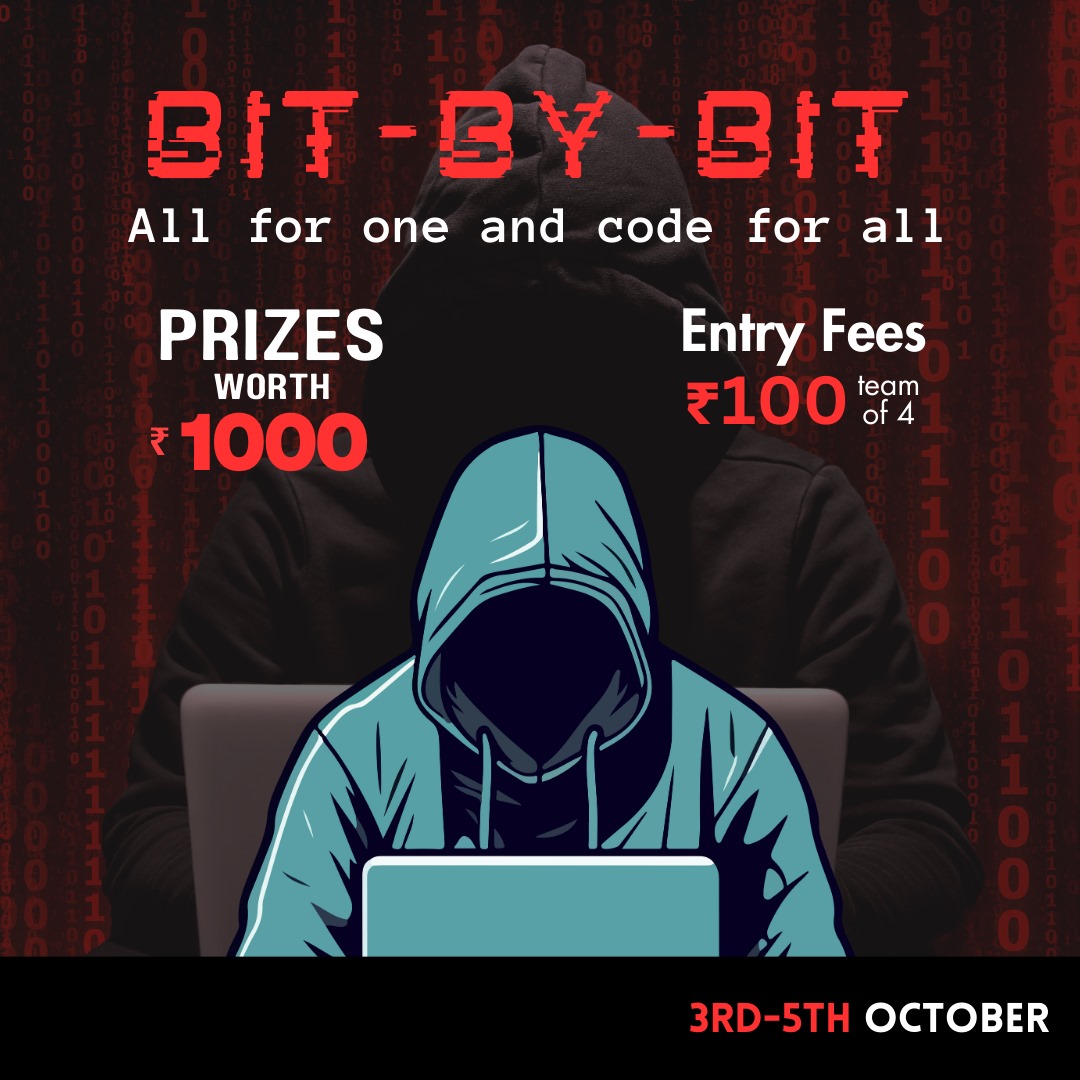 BIT-BY-BIT
All for one and code for all
PRIZES
WORTH
₹ 1000
Entry Fees
₹100 team
of 4
3RD-5TH OCTOBER